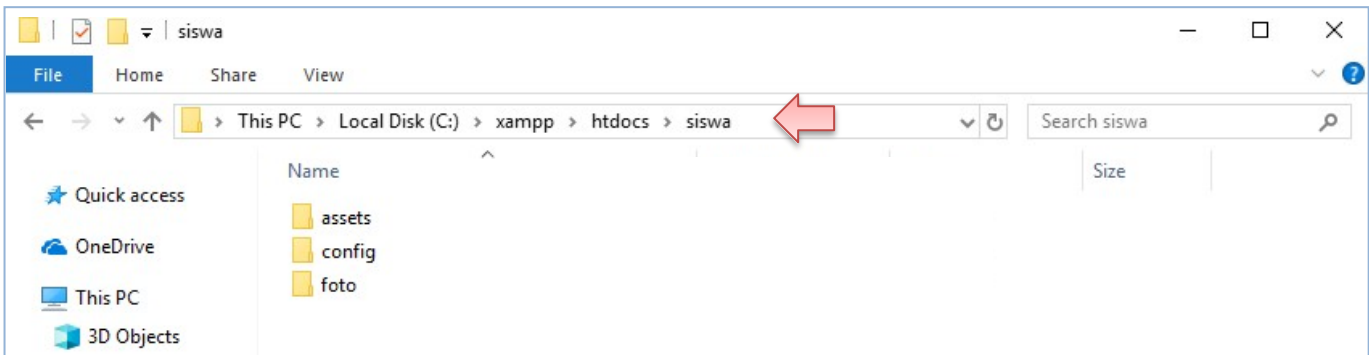 siswa
File Home Share View
This PC > Local Disk (C:) > xampp > htdocs > siswa
Search siswa
Name Size
Quick access
OneDrive
This PC
3D Objects
assets
config
foto